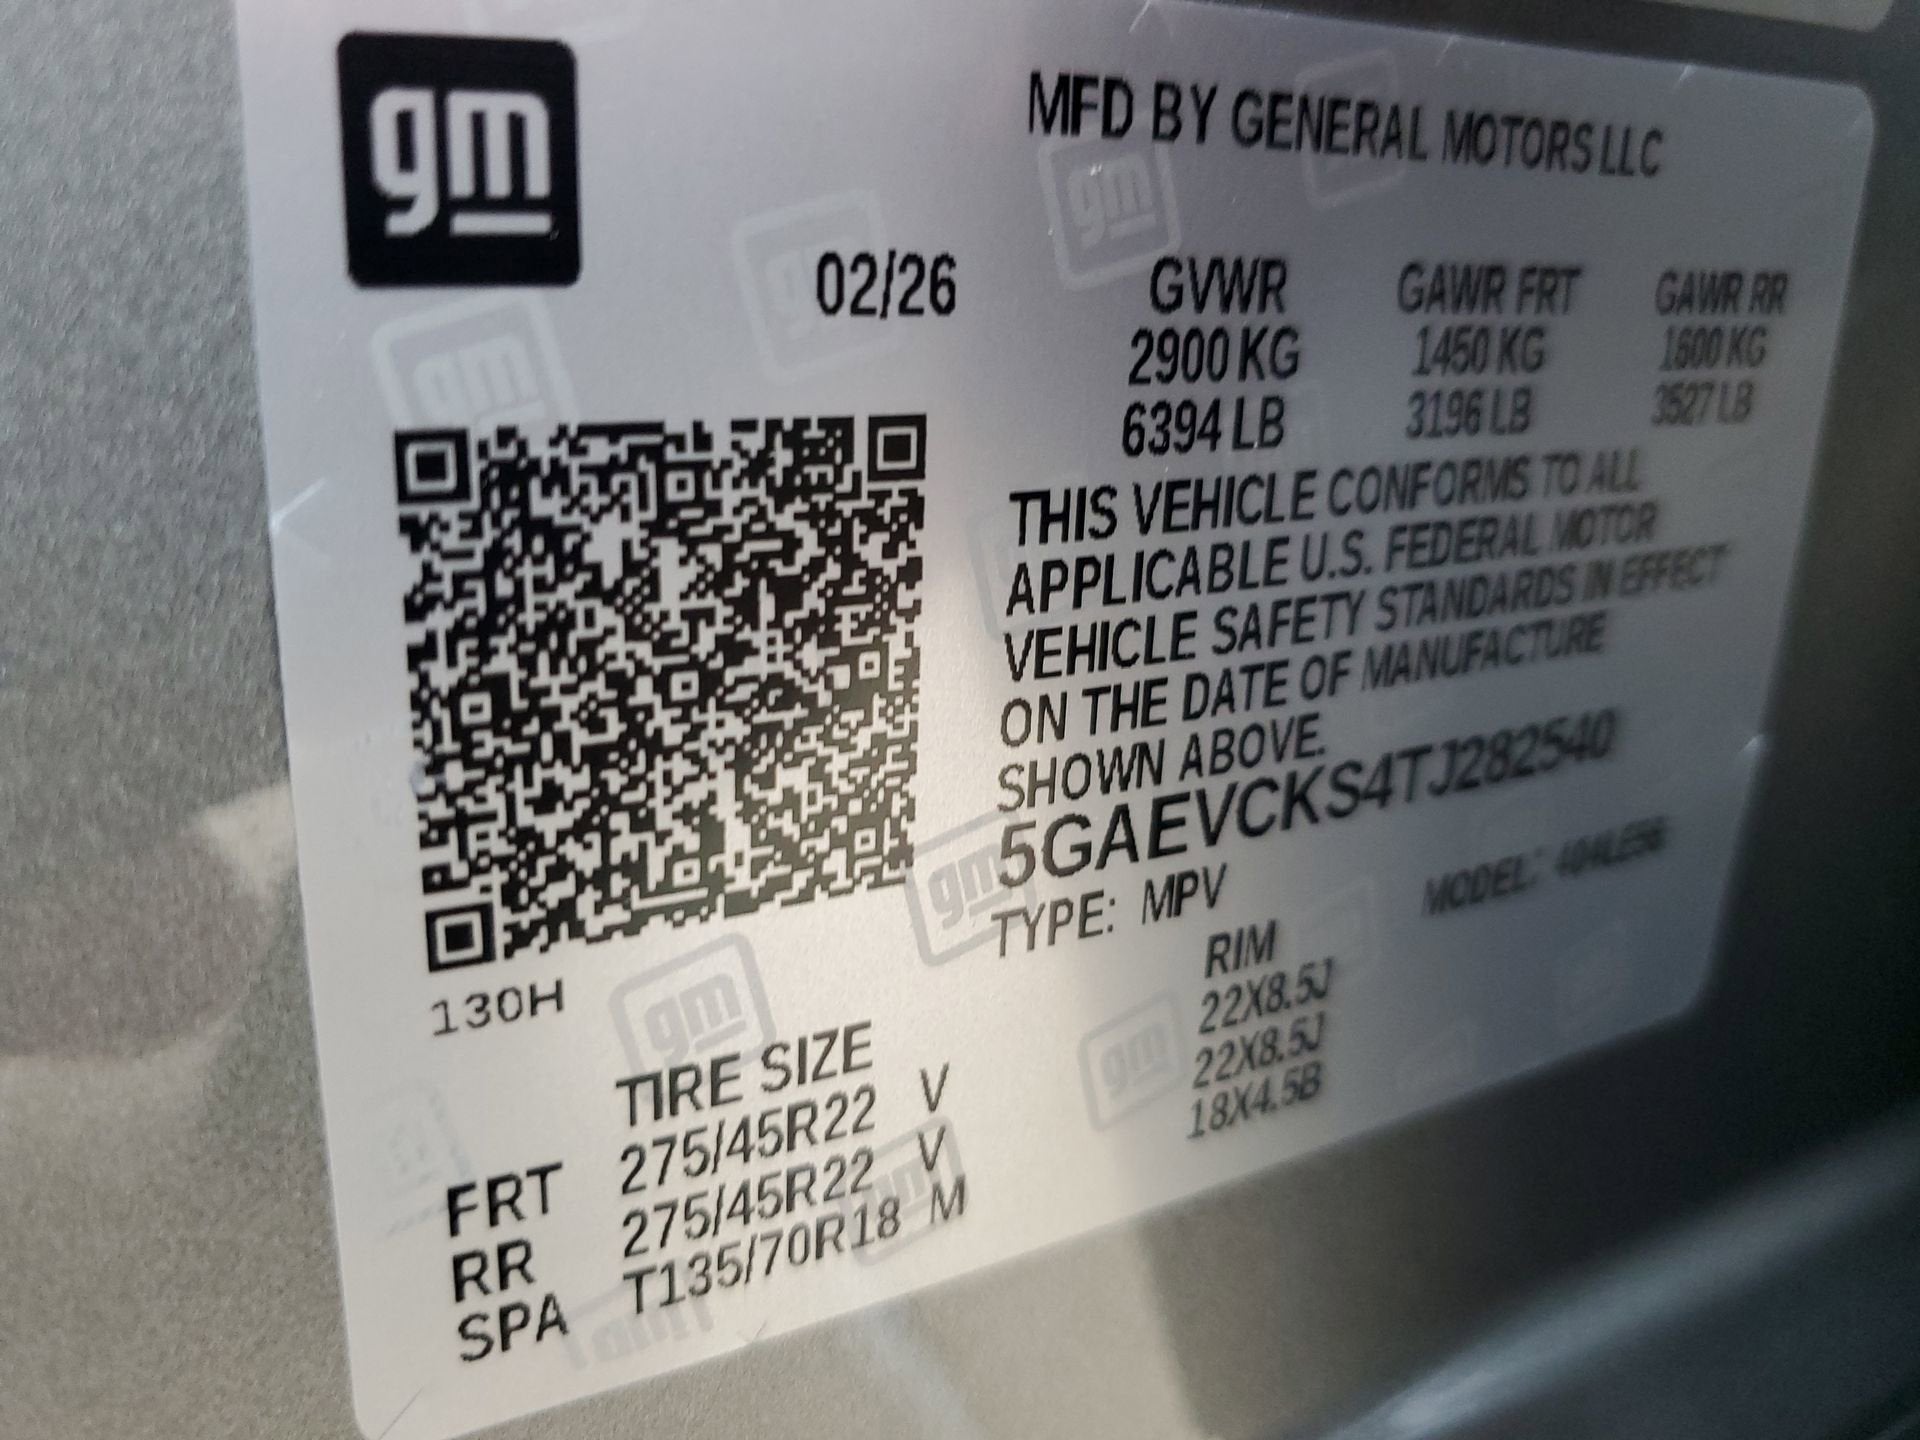 gm
MFD BY GENERAL MOTORS LLC
02/26
GVWR GAWR FRT GAWR RR
2900 KG 1450 KG 1600 KG
6394 LB 3196 LB 3527 LB
THIS VEHICLE CONFORMS TO ALL
APPLICABLE U.S. FEDERAL MOTOR
VEHICLE SAFETY STANDARDS IN EFFECT
ON THE DATE OF MANUFACTURE
SHOWN ABOVE.
5GAEVCKS4TJ282540
TYPE: MPV MODEL:
130H
TIRE SIZE RIM
FRT 275/45R22 V 22X8.5J
RR 275/45R22 V 22X8.5J
SPA T135/70R18 M 18X4.5B